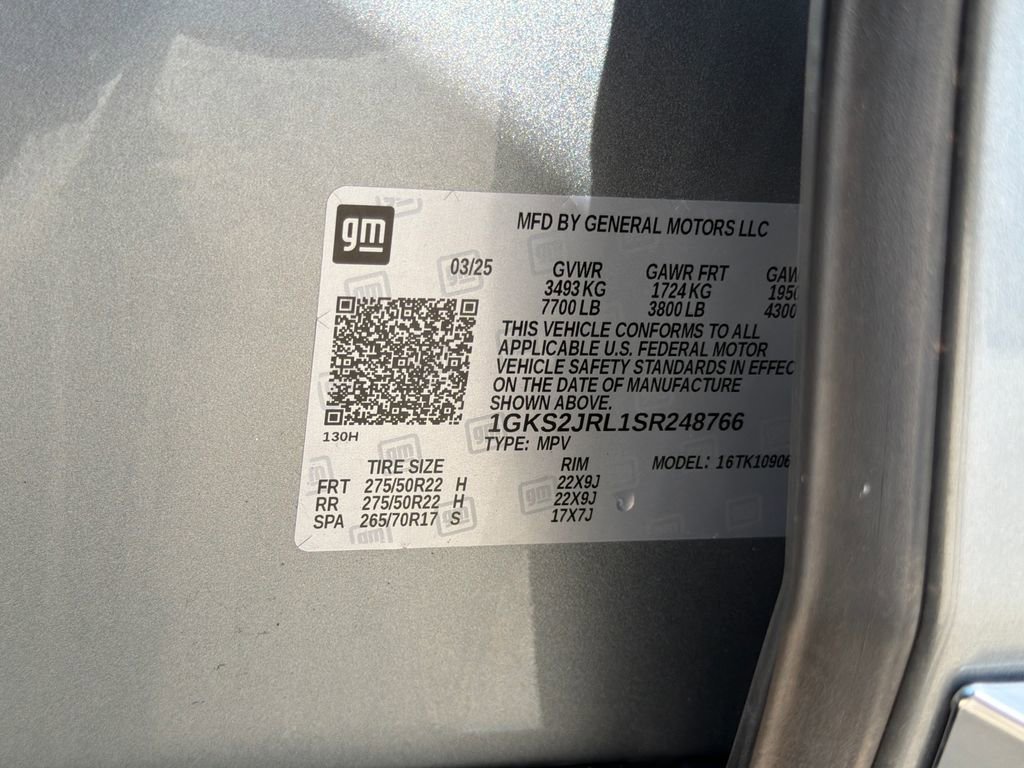 gm
MFD BY GENERAL MOTORS LLC
03/25
GVWR GAWR FRT
3493 KG 1724 KG
7700 LB 3800 LB 4300
THIS VEHICLE CONFORMS TO ALL
APPLICABLE U.S. FEDERAL MOTOR
VEHICLE SAFETY STANDARDS IN
ON THE DATE OF MANUFACTURE
SHOWN ABOVE.
1GKS2JRL1SR248766
130H
TYPE: MPV
TIRE SIZE RIM MODEL: 16TK10906
FRT 275/50R22 H 22X9J
RR 275/50R22 H 22X9J
SPA 265/70R17 S 17X7J